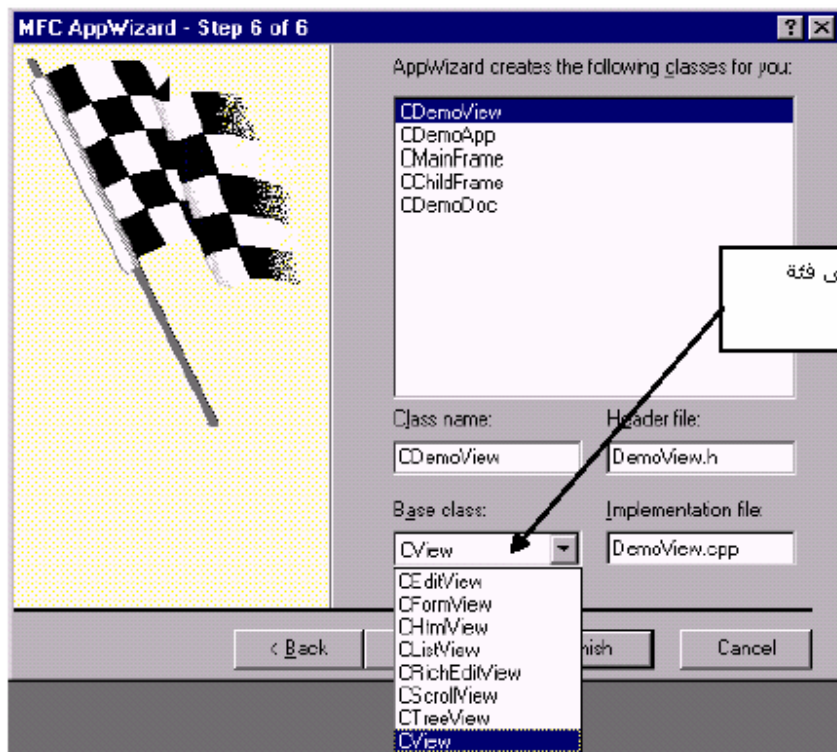 MFC AppWizard - Step 6 of 6
AppWizard creates the following classes for you:
CDemoView
CDemoApp
CMainFrame
CChildFrame
CDemoDoc
فئة
Class name:
Header file:
CDemoView
DemoView.h
Base class:
Implementation file:
CView
DemoView.cpp
CEditView
CFormView
CHtmlView
CListView
CRichEditView
CScrollView
CTreeView
CView
< Back
Cancel